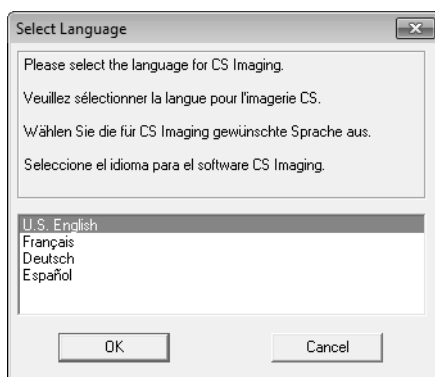 Select Language
Please select the language for CS Imaging.
Veuillez sélectionner la langue pour l'imagerie CS.
Wählen Sie die für CS Imaging gewünschte Sprache aus.
Seleccione el idioma para el software CS Imaging.
U.S. English
Français
Deutsch
Español
OK
Cancel